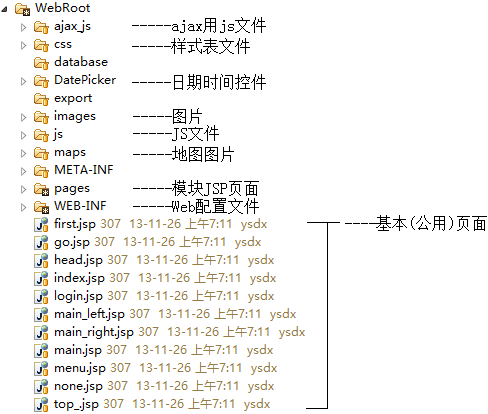 WebRoot
ajax_js -----ajax用js文件
css -----样式表文件
database
DatePicker -----日期时间控件
export
images -----图片
js -----JS文件
maps -----地图图片
META-INF
pages -----模块JSP页面
WEB-INF -----Web配置文件
first.jsp 307 13-11-26 上午7:11 ysdx ----基本(公用)页面
go.jsp 307 13-11-26 上午7:11 ysdx
head.jsp 307 13-11-26 上午7:11 ysdx
index.jsp 307 13-11-26 上午7:11 ysdx
login.jsp 307 13-11-26 上午7:11 ysdx
main_left.jsp 307 13-11-26 上午7:11 ysdx
main_right.jsp 307 13-11-26 上午7:11 ysdx
main.jsp 307 13-11-26 上午7:11 ysdx
menu.jsp 307 13-11-26 上午7:11 ysdx
none.jsp 307 13-11-26 上午7:11 ysdx
top_.jsp 307 13-11-26 上午7:11 ysdx